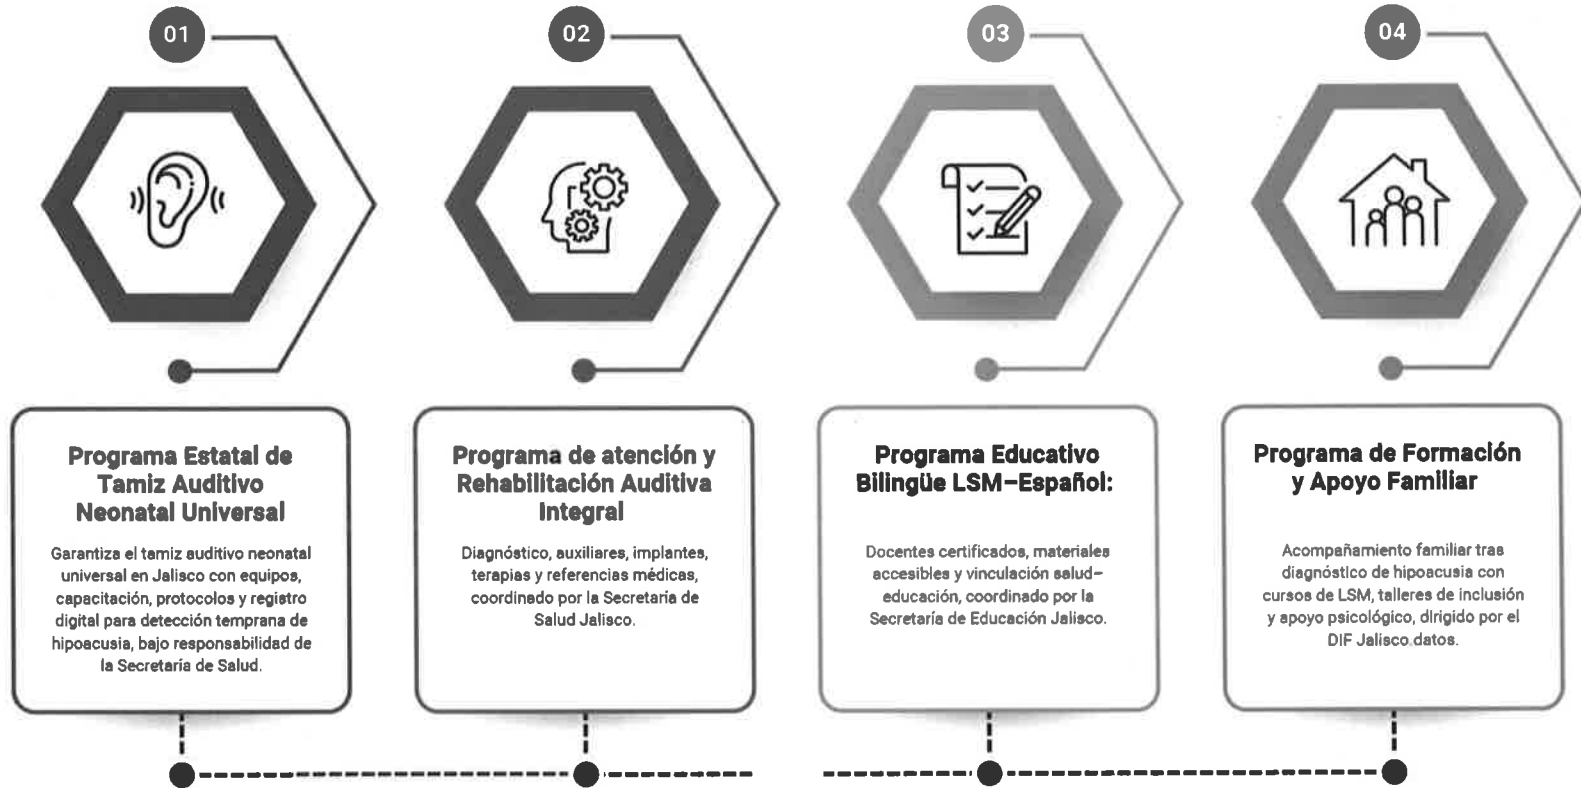 01
Programa Estatal de
Tamiz Auditivo
Neonatal Universal
Garantiza el tamiz auditivo neonatal
universal en Jalisco con equipos,
capacitación, protocolos y registro
digital para detección temprana de
hipoacusia, bajo responsabilidad de
la Secretaría de Salud.
02
Programa de atención y
Rehabilitación Auditiva
Integral
Diagnóstico, auxiliares, implantes,
terapias y referencias médicas,
coordinado por la Secretaría de
Salud Jalisco.
03
Programa Educativo
Bilingüe LSM–Español:
Docentes certificados, materiales
accesibles y vinculación salud–
educación, coordinado por la
Secretaría de Educación Jalisco.
04
Programa de Formación
y Apoyo Familiar
Acompañamiento familiar tras
diagnóstico de hipoacusia con
cursos de LSM, talleres de inclusión
y apoyo psicológico, dirigido por el
DIF Jalisco.datos.